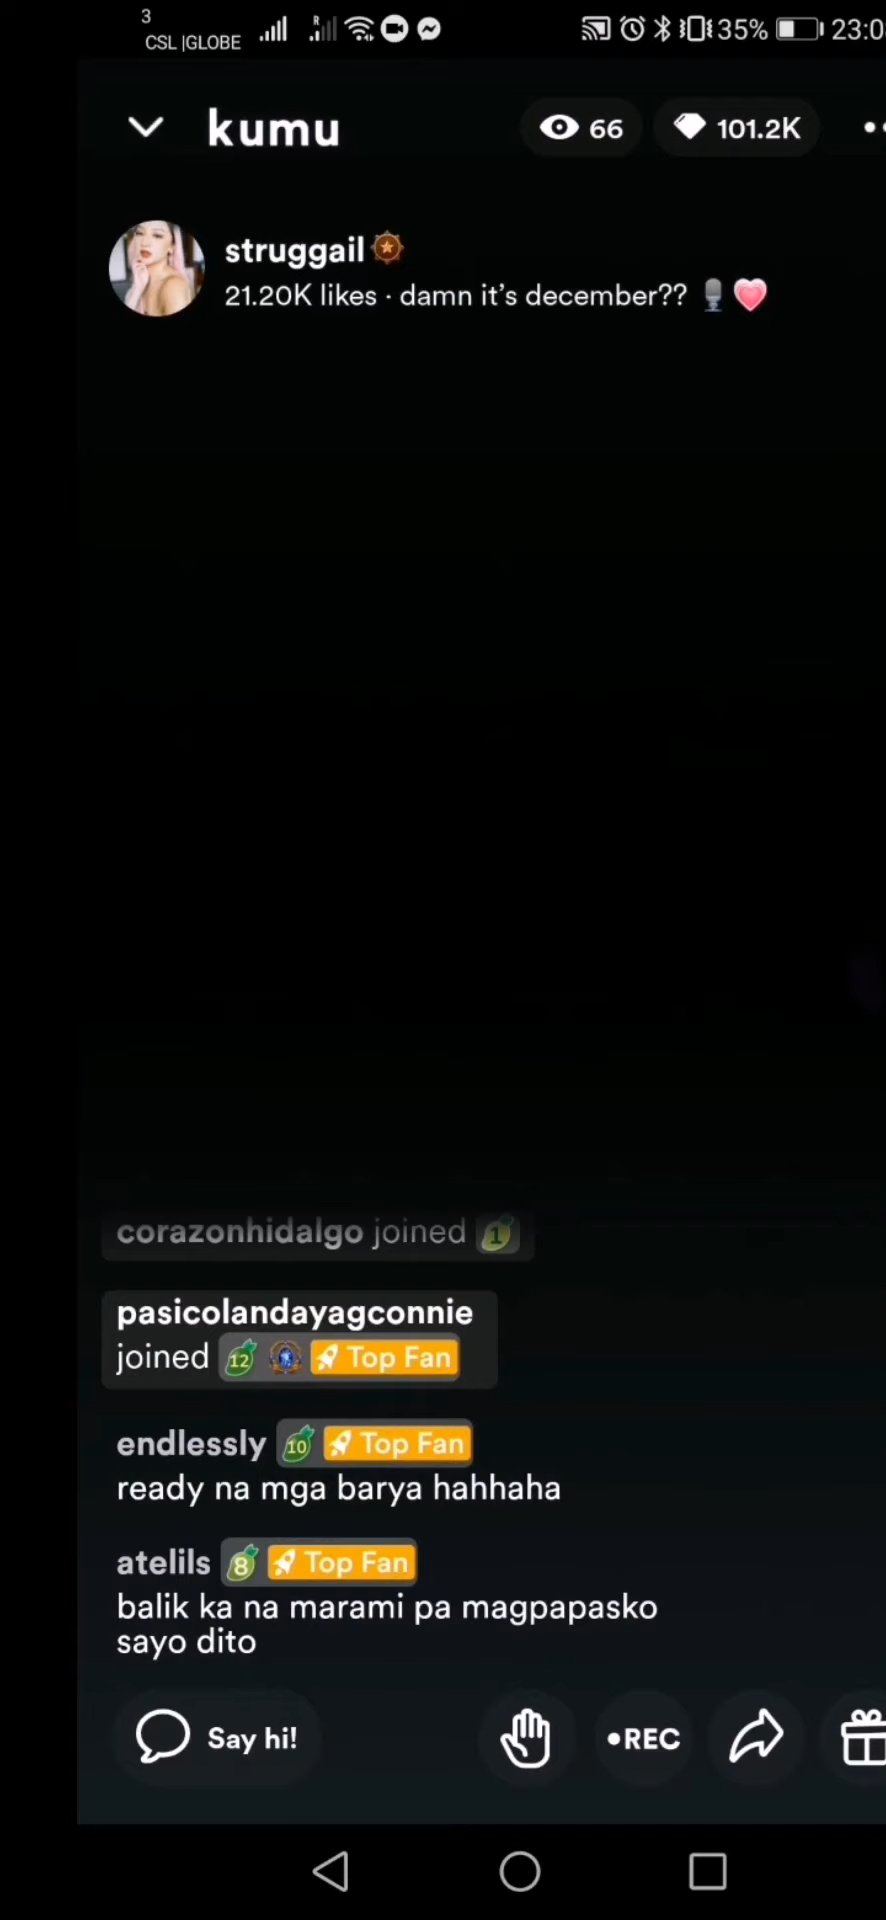 3
CSL |GLOBE
R
35%
23:0
kumu
66
101.2K
struggail
21.20K likes · damn it's december??
corazonhidalgo joined 1
pasicolandayagconnie
joined 12 Top Fan
endlessly 10 Top Fan
ready na mga barya hahhaha
atelils 8 Top Fan
balik ka na marami pa magpapasko
sayo dito
Say hi!
•REC